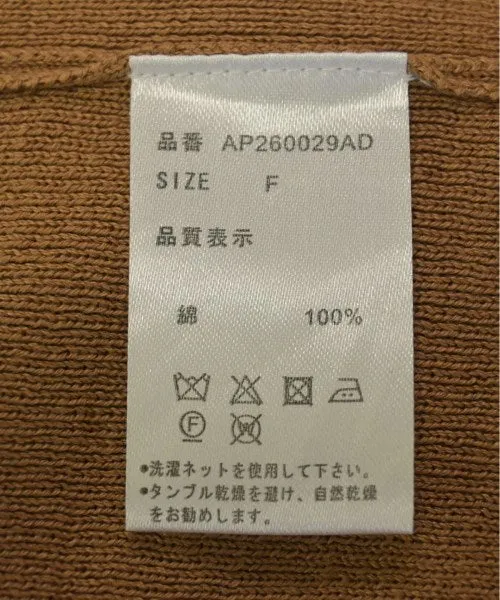 品番 AP260029AD
SIZE F
品質表示
綿 100%
F W
●洗濯ネットを使用して下さい。
●タンブル乾燥を避け、自然乾燥
をお勧めします。